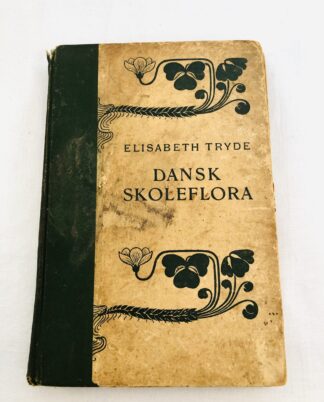 ELISABETH TRYDE
DANSK
SKOLEFLORA